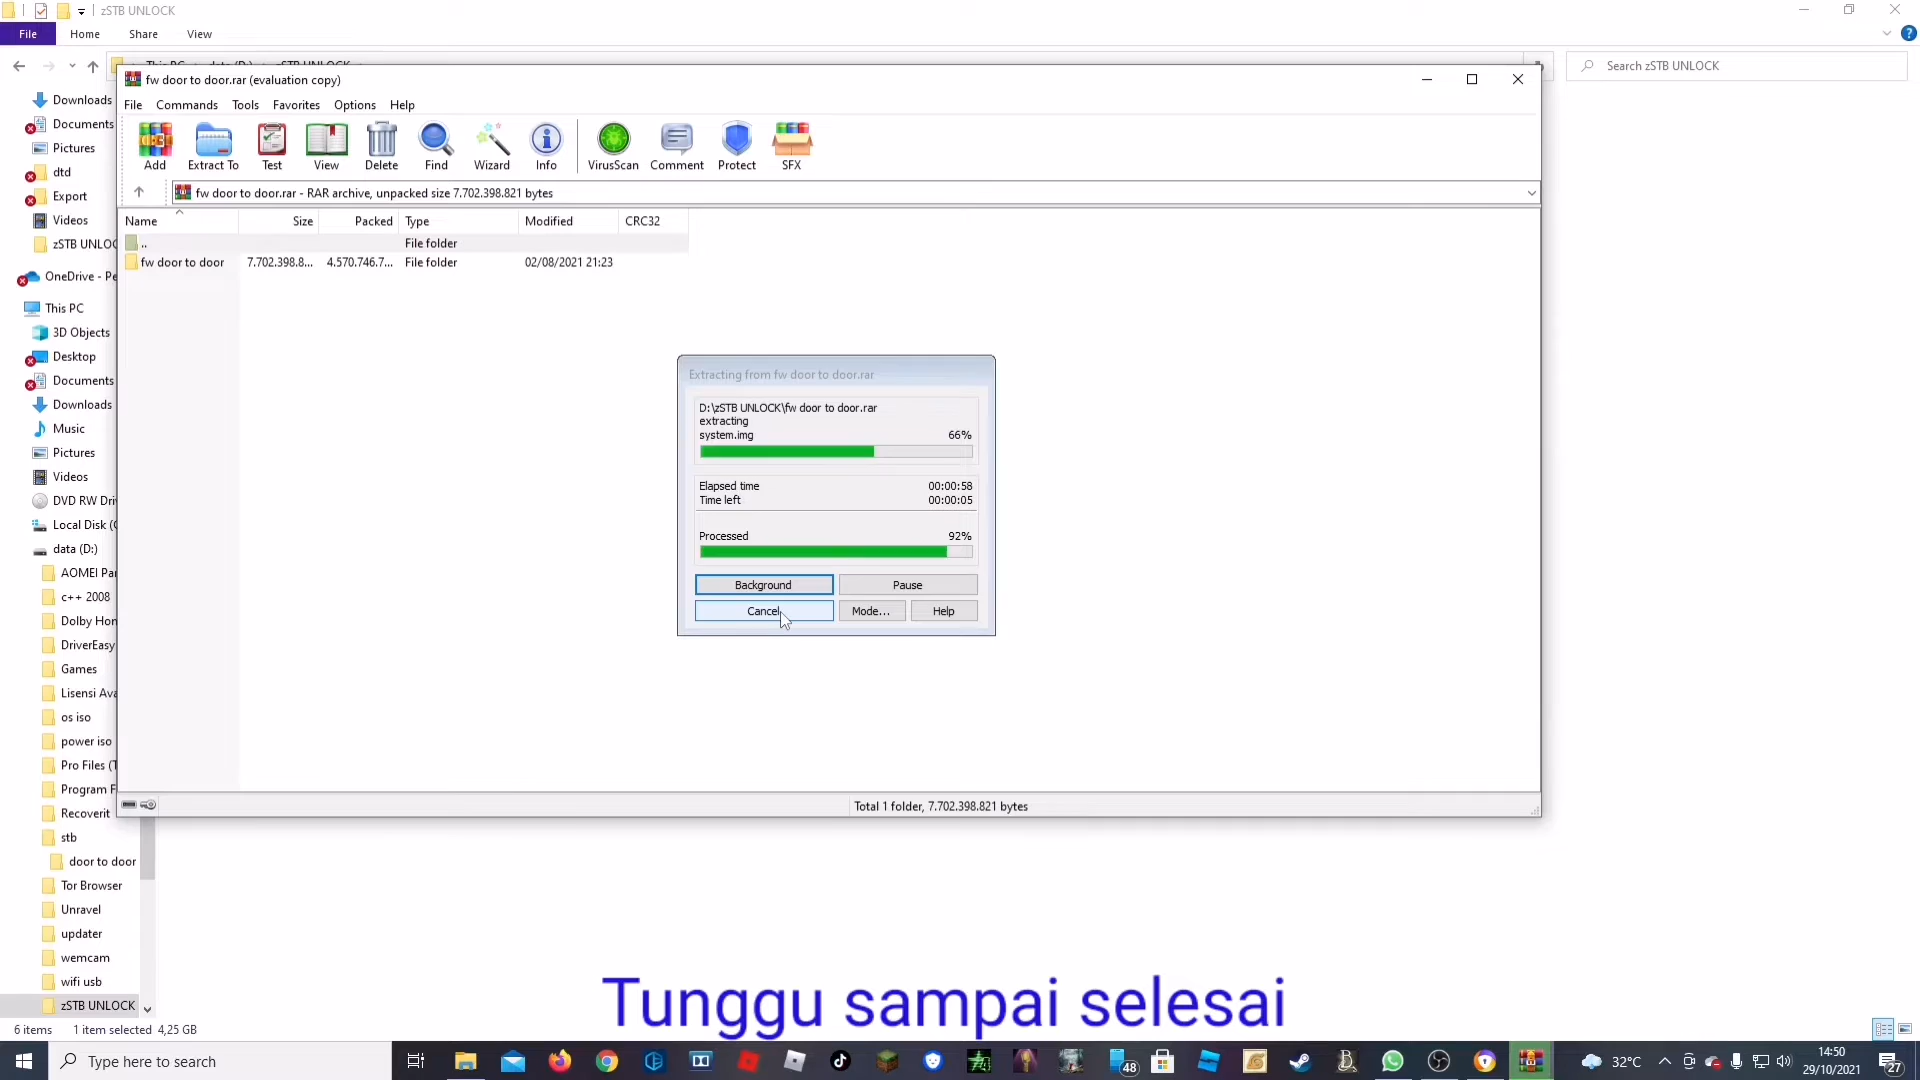 zSTB UNLOCK
File Home Share View
Search zSTB UNLOCK
fw door to door.rar (evaluation copy)
File Commands Tools Favorites Options Help
Add Extract To Test View Delete Find Wizard Info VirusScan Comment Protect SFX
fw door to door.rar - RAR archive, unpacked size 7.702.398.821 bytes
Name Size Packed Type Modified CRC32
.. File folder
fw door to door 7.702.398.8... 4.570.746.7... File folder 02/08/2021 21:23
Downloads
Documents
Pictures
dtd
Export
Videos
zSTB UNLOC
OneDrive - Pe
This PC
3D Objects
Desktop
Documents
Downloads
Music
Pictures
Videos
DVD RW Dri
Local Disk (
data (D:)
AOMEI Par
c++ 2008
Dolby Hom
DriverEasy
Games
Lisensi Ava
os iso
power iso
Pro Files (T
Program F
Recoverit
stb
door to door
Tor Browser
Unravel
updater
wemcam
wifi usb
zSTB UNLOCK
Extracting from fw door to door.rar
D:\zSTB UNLOCK\fw door to door.rar
extracting
system.img 66%
Elapsed time 00:00:58
Time left 00:00:05
Processed 92%
Background Pause
Cancel Mode... Help
Total 1 folder, 7.702.398.821 bytes
Tunggu sampai selesai
6 items 1 item selected 4,25 GB
Type here to search
48
32°C
14:50
29/10/2021
27